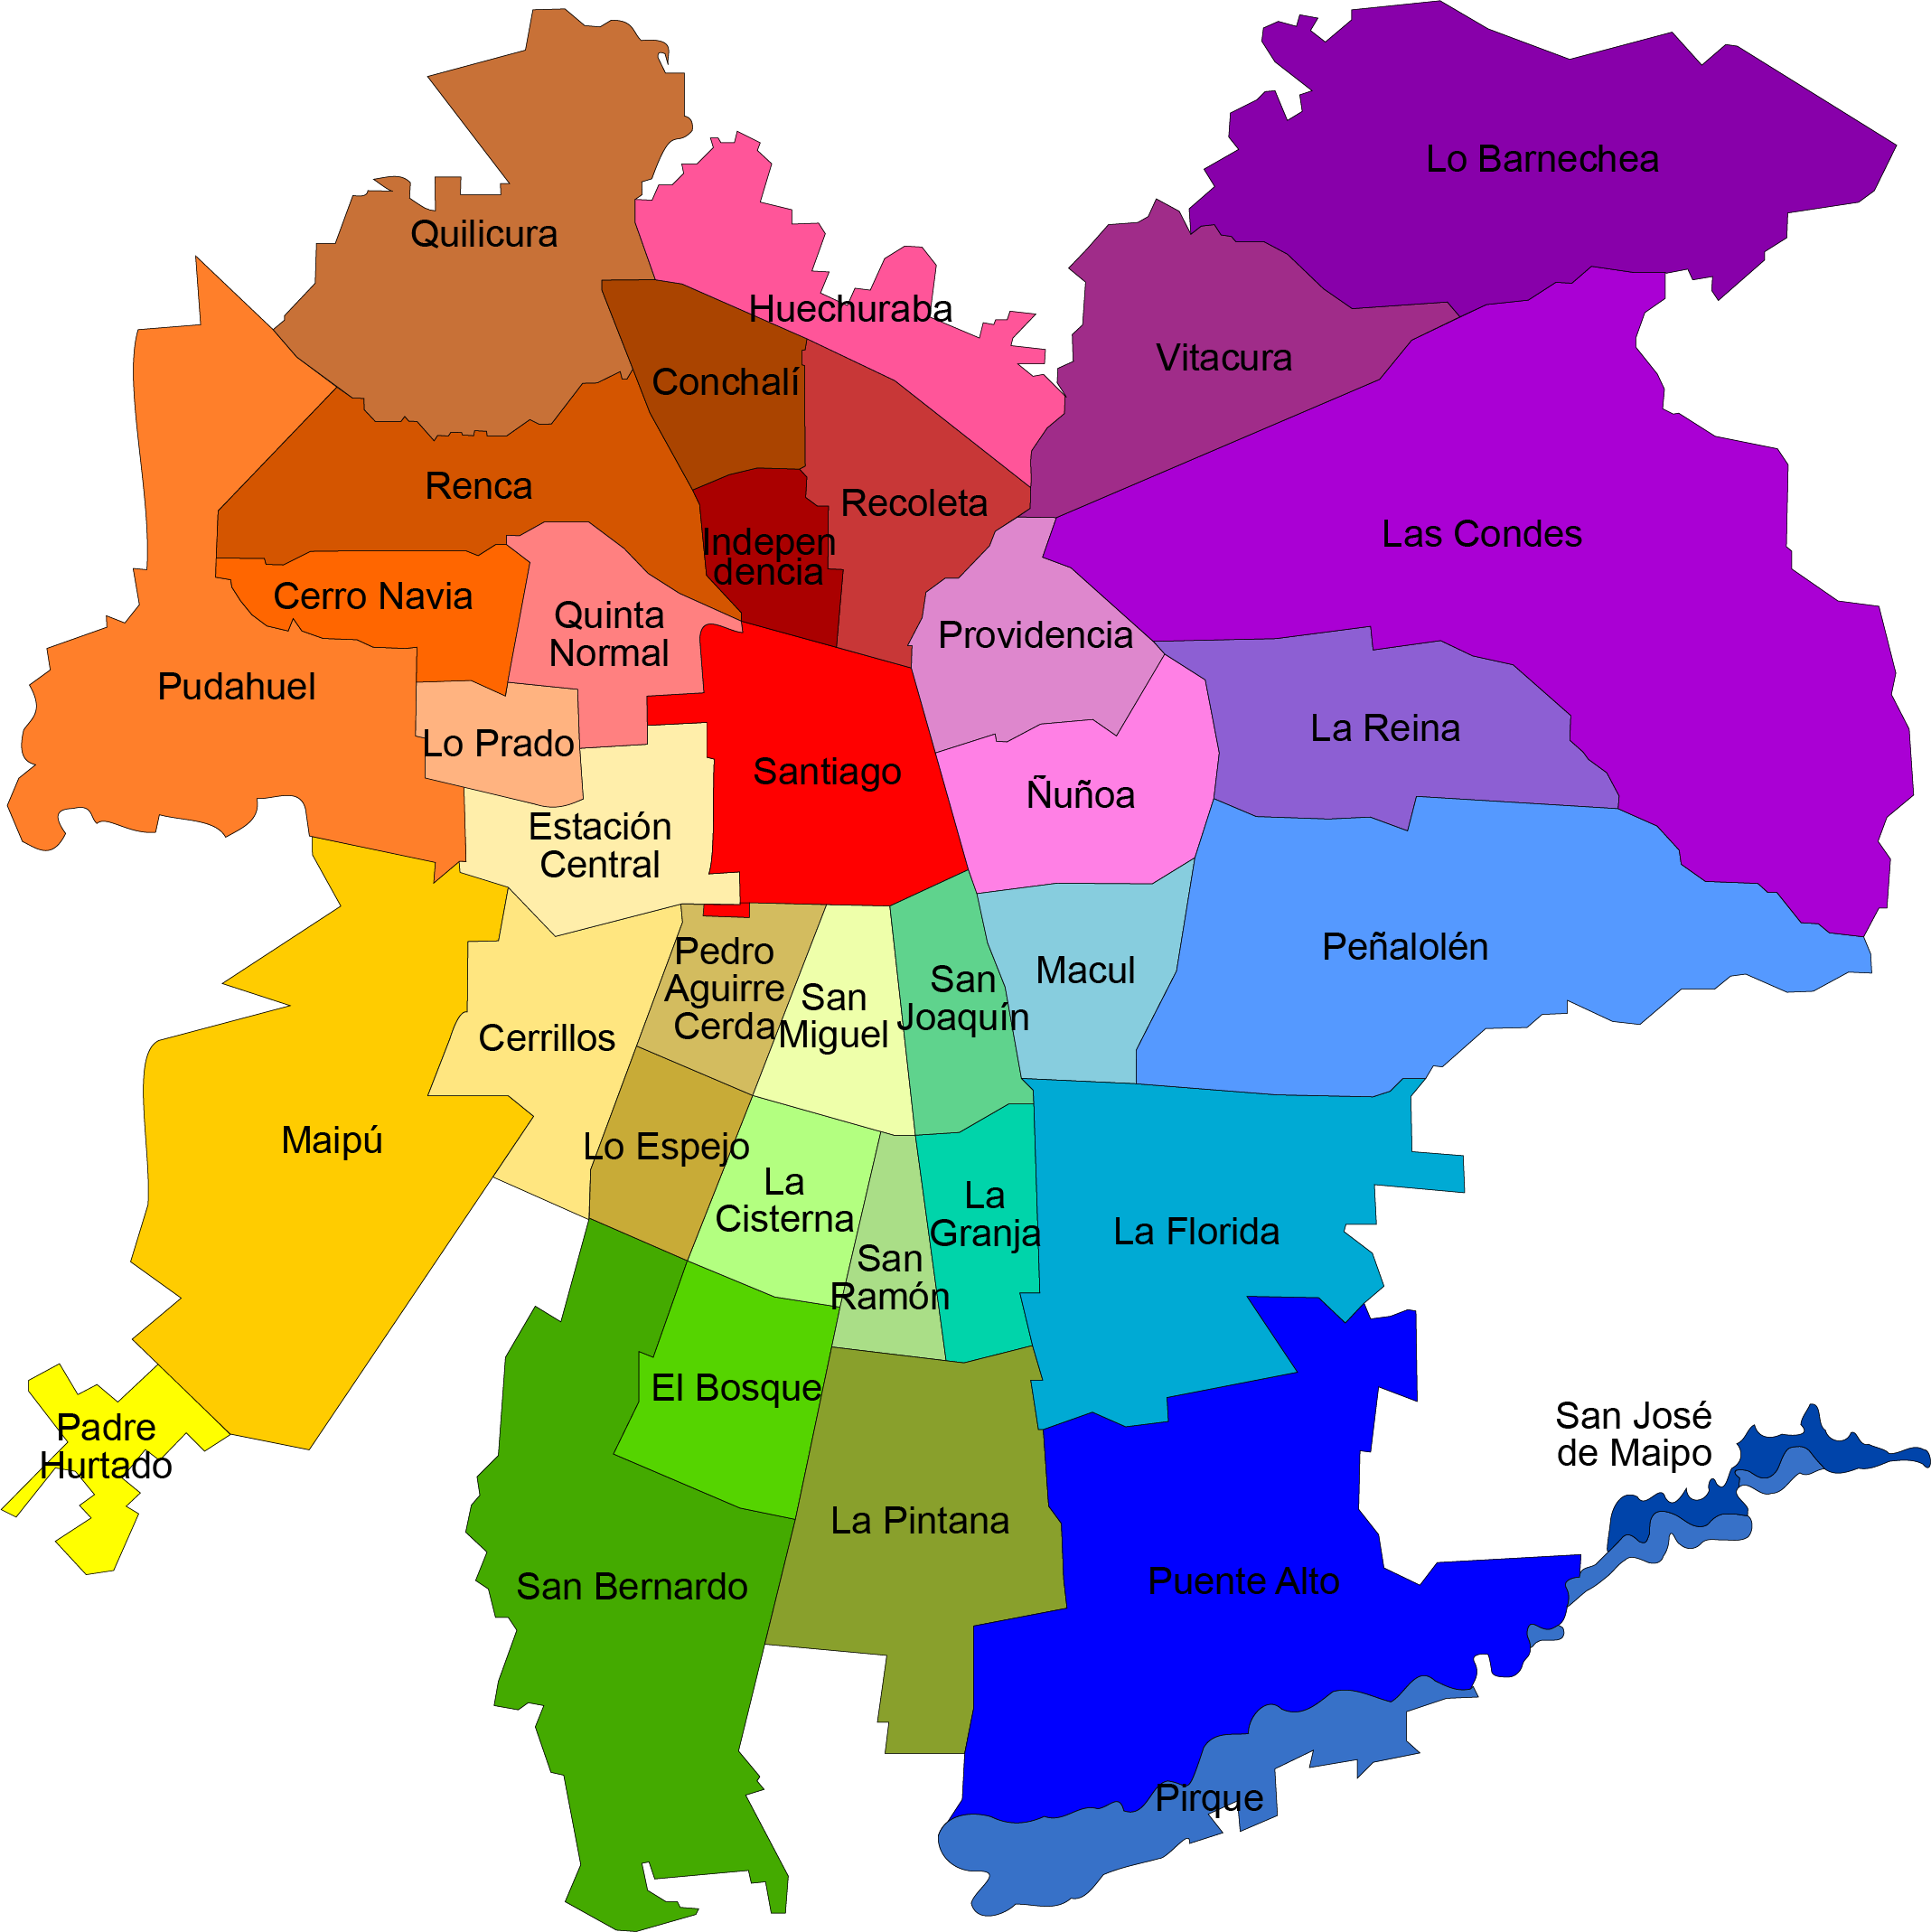 Lo Barnechea
Quilicura
Huechuraba
Vitacura
Conchalí
Renca
Recoleta
Las Condes
Indepen
dencia
Cerro Navia
Quinta
Normal
Providencia
Pudahuel
La Reina
Lo Prado
Santiago
Ñuñoa
Estación
Central
Peñalolén
Pedro
Aguirre
Cerda
Macul
San
Joaquín
San
Miguel
Cerrillos
Maipú
Lo Espejo
La
Cisterna
La
Granja
La Florida
San
Ramón
El Bosque
San José
de Maipo
Padre
Hurtado
La Pintana
Puente Alto
San Bernardo
Pirque